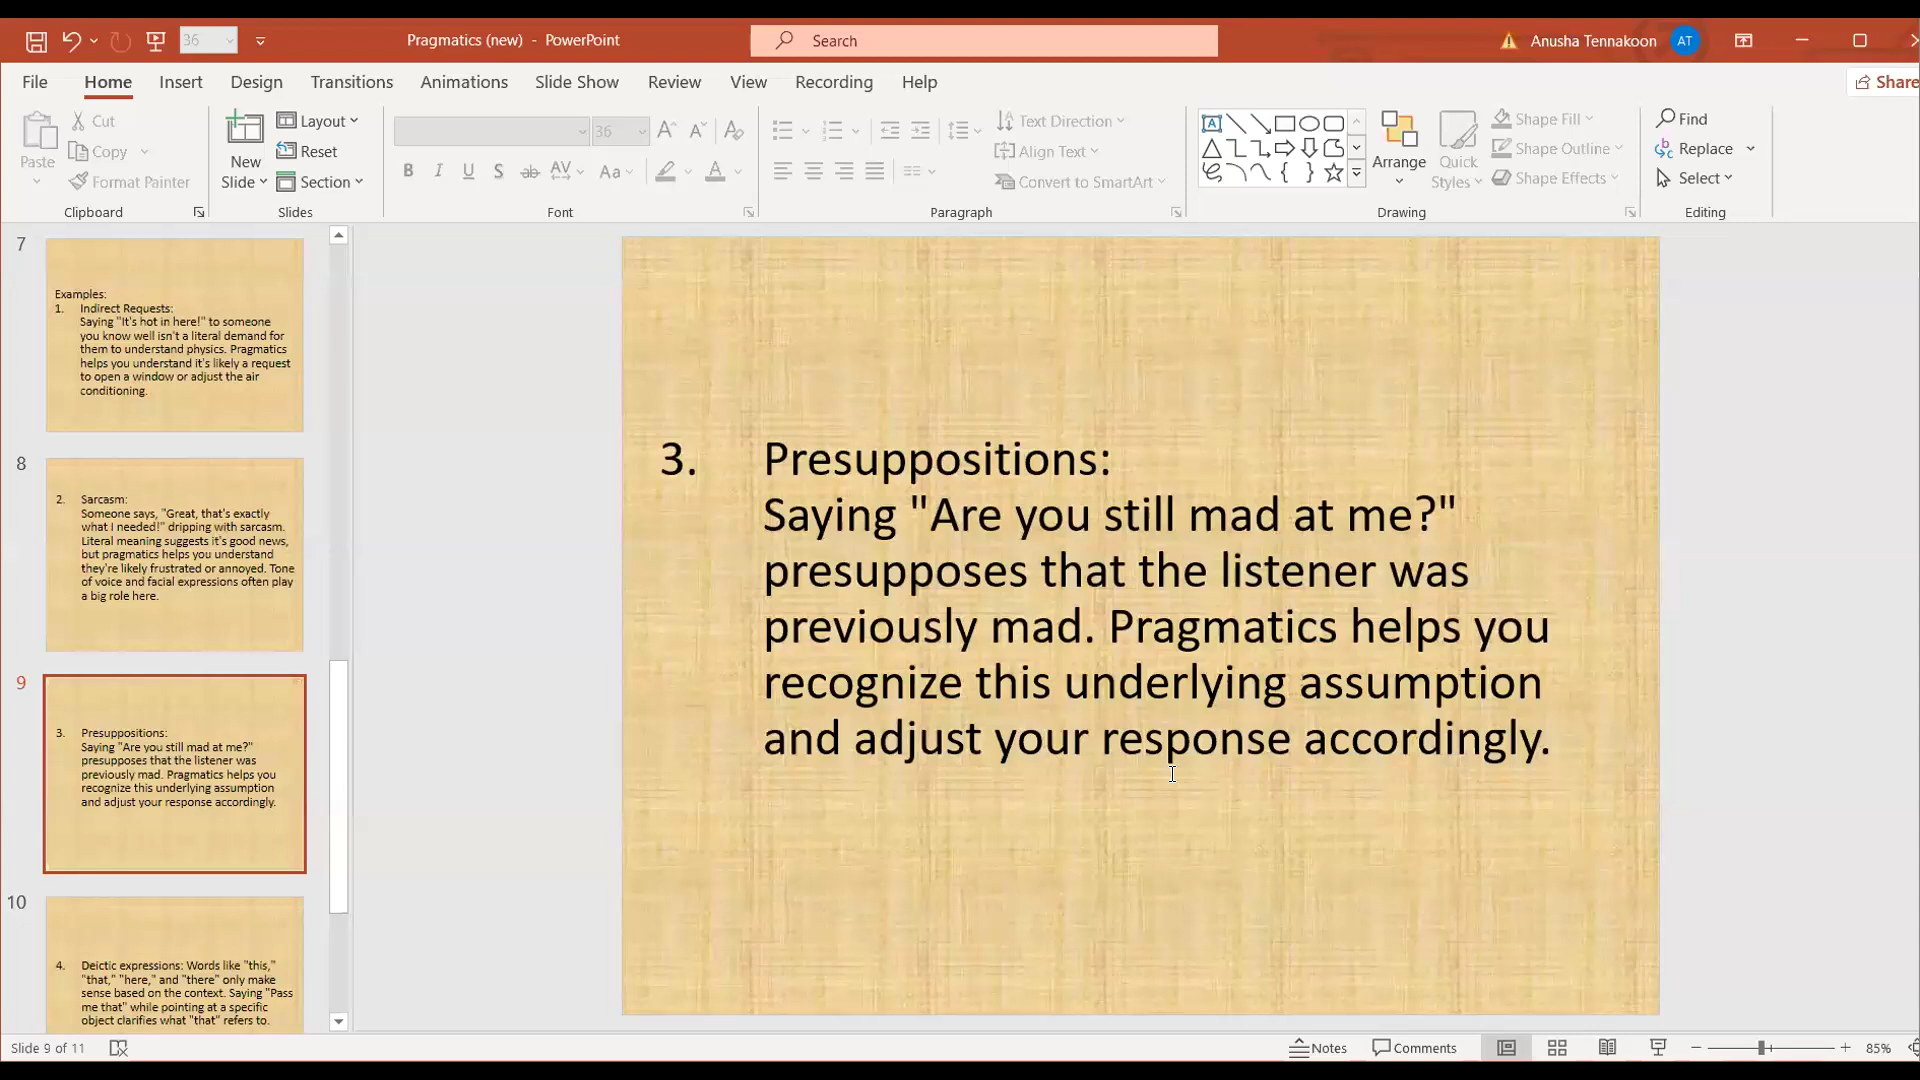 36
Pragmatics (new) - PowerPoint
Search
Anusha Tennakoon
AT
File
Home
Insert
Design
Transitions
Animations
Slide Show
Review
View
Recording
Help
Share
Paste
Cut
Copy
Format Painter
Clipboard
New
Slide
Layout
Reset
Section
Slides
36
B I U S ab AV Aa A
Font
Text Direction
Align Text
Convert to SmartArt
Paragraph
Arrange
Quick
Styles
Shape Fill
Shape Outline
Shape Effects
Drawing
Find
Replace
Select
Editing
7
Examples:
1. Indirect Requests:
Saying "It's hot in here!" to someone
you know well isn't a literal demand for
them to understand physics. Pragmatics
helps you understand it's likely a request
to open a window or adjust the air
conditioning.
8
2. Sarcasm:
Someone says, "Great, that's exactly
what I needed!" dripping with sarcasm.
Literal meaning suggests it's good news,
but pragmatics helps you understand
they're likely frustrated or annoyed. Tone
of voice and facial expressions often play
a big role here.
9
3. Presuppositions:
Saying "Are you still mad at me?"
presupposes that the listener was
previously mad. Pragmatics helps you
recognize this underlying assumption
and adjust your response accordingly.
10
4. Deictic expressions: Words like "this,"
"that," "here," and "there" only make
sense based on the context. Saying "Pass
me that" while pointing at a specific
object clarifies what "that" refers to.
3. Presuppositions:
Saying "Are you still mad at me?"
presupposes that the listener was
previously mad. Pragmatics helps you
recognize this underlying assumption
and adjust your response accordingly.
Slide 9 of 11
Notes
Comments
85%